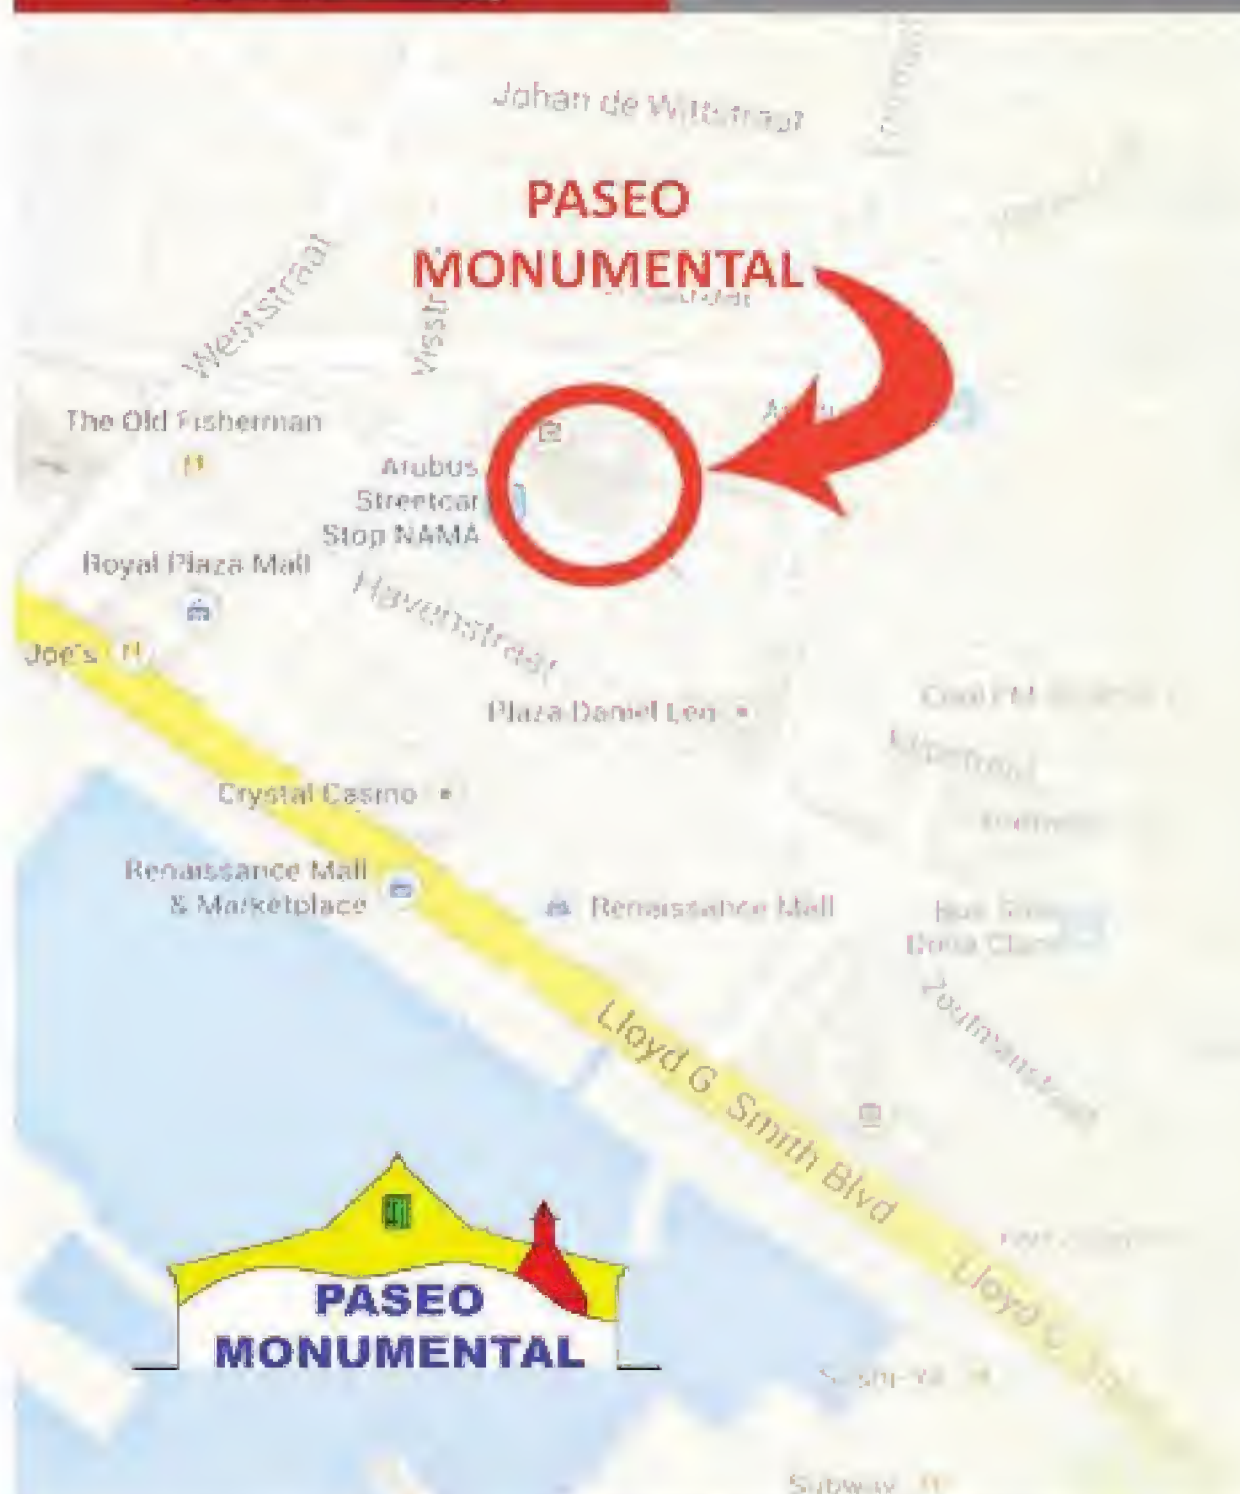 Johan de Wittstraat
PASEO
MONUMENTAL
Weststraat
The Old Fisherman
Arubus
Streetcar
Stop NAMA
Royal Plaza Mall
Havenstraat
Joe's
Plaza Daniel Leo
Crystal Casino
Renaissance Mall
& Marketplace
Renaissance Mall
Zoutmanstraat
Lloyd G. Smith Blvd
Lloyd G.
PASEO
MONUMENTAL
Subway